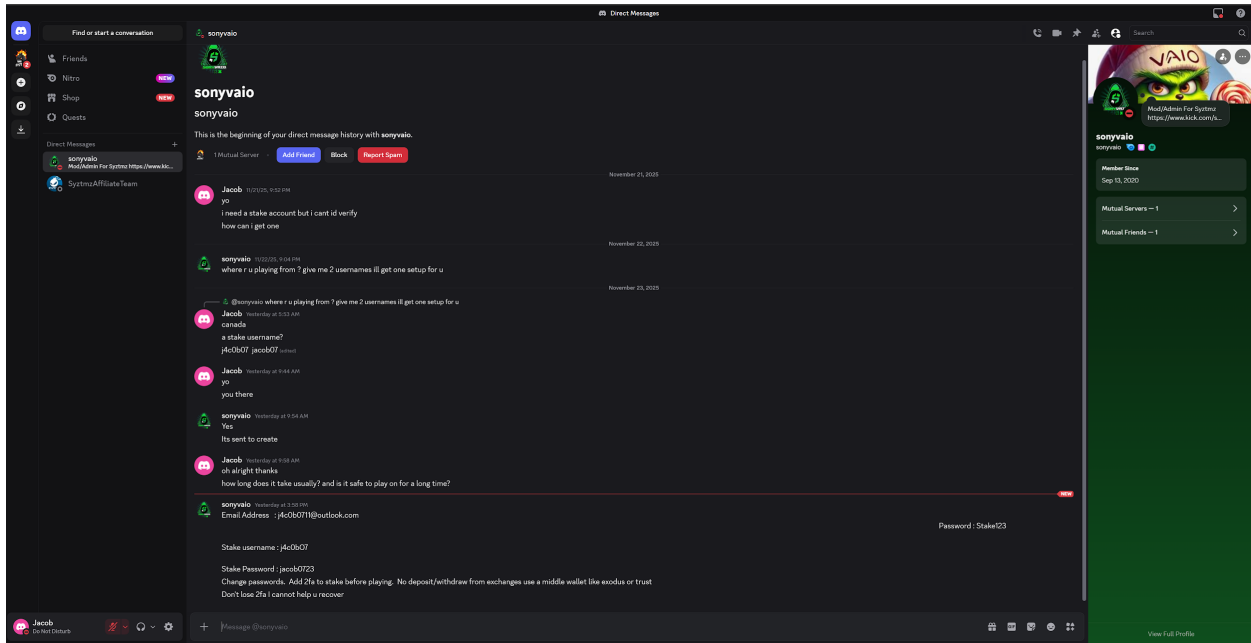 Direct Messages
Find or start a conversation
sonyvaio
Search
Friends
Nitro NEW
Shop NEW
Quests
Direct Messages
sonyvaio
Mod/Admin For Syztmz https://www.kic...
SyztmzAffiliateTeam
sonyvaio
sonyvaio
This is the beginning of your direct message history with sonyvaio.
1 Mutual Server
Add Friend
Block
Report Spam
November 21, 2025
Jacob 11/21/25, 9:52 PM
yo
i need a stake account but i cant id verify
how can i get one
November 22, 2025
sonyvaio 11/22/25, 9:04 PM
where r u playing from ? give me 2 usernames ill get one setup for u
November 23, 2025
@sonyvaio where r u playing from ? give me 2 usernames ill get one setup for u
Jacob Yesterday at 5:53 AM
canada
a stake username?
j4c0b07 jacob07 (edited)
Jacob Yesterday at 9:44 AM
yo
you there
sonyvaio Yesterday at 9:54 AM
Yes
Its sent to create
Jacob Yesterday at 9:58 AM
oh alright thanks
how long does it take usually? and is it safe to play on for a long time?
NEW
sonyvaio Yesterday at 3:58 PM
Email Address : j4c0b0711@outlook.com
Password : Stake123
Stake username : j4c0b07
Stake Password : jacob0723
Change passwords. Add 2fa to stake before playing. No deposit/withdraw from exchanges use a middle wallet like exodus or trust
Don't lose 2fa I cannot help u recover
Message @sonyvaio
Jacob
Do Not Disturb
VAIO
Mod/Admin For Syztmz
https://www.kick.com/s...
sonyvaio
sonyvaio
Member Since
Sep 13, 2020
Mutual Servers — 1
Mutual Friends — 1
View Full Profile